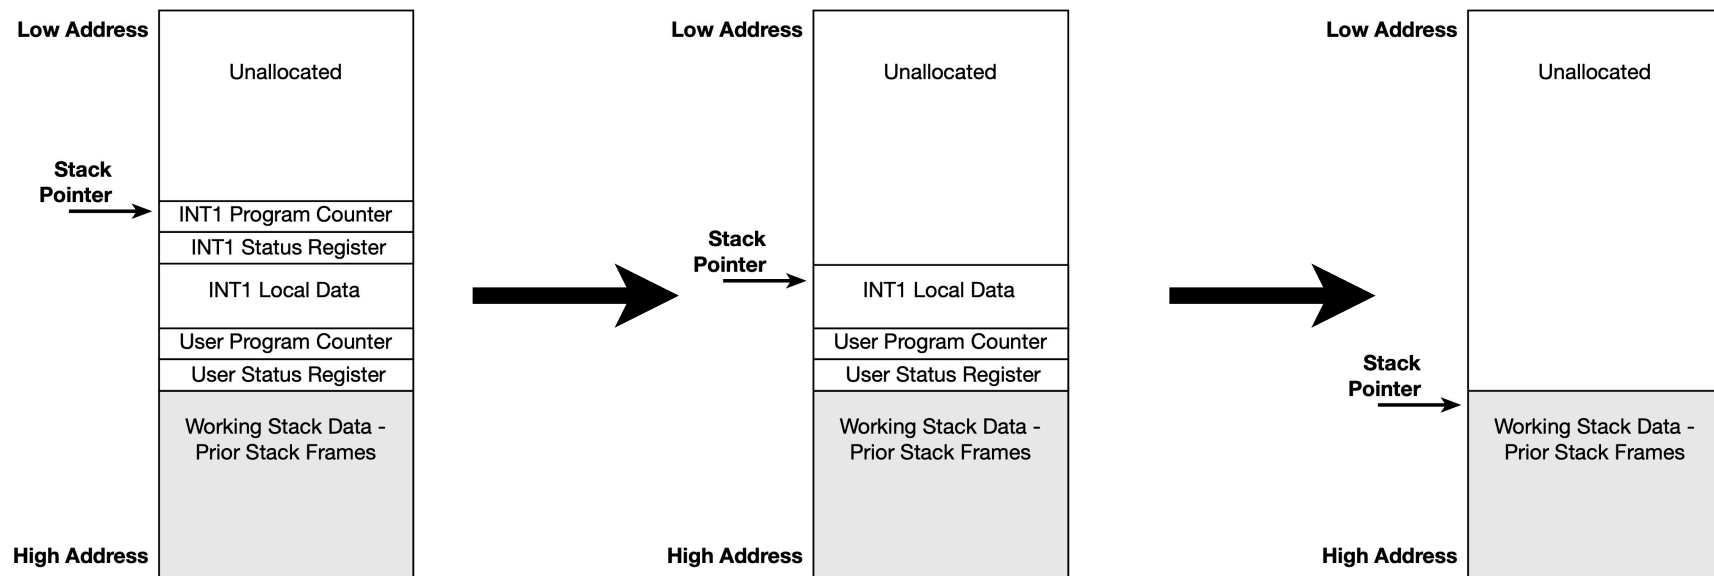 Low Address
Unallocated
Stack
Pointer
INT1 Program Counter
INT1 Status Register
INT1 Local Data
User Program Counter
User Status Register
Working Stack Data -
Prior Stack Frames
High Address
Low Address
Unallocated
Stack
Pointer
INT1 Local Data
User Program Counter
User Status Register
Working Stack Data -
Prior Stack Frames
High Address
Low Address
Unallocated
Stack
Pointer
Working Stack Data -
Prior Stack Frames
High Address